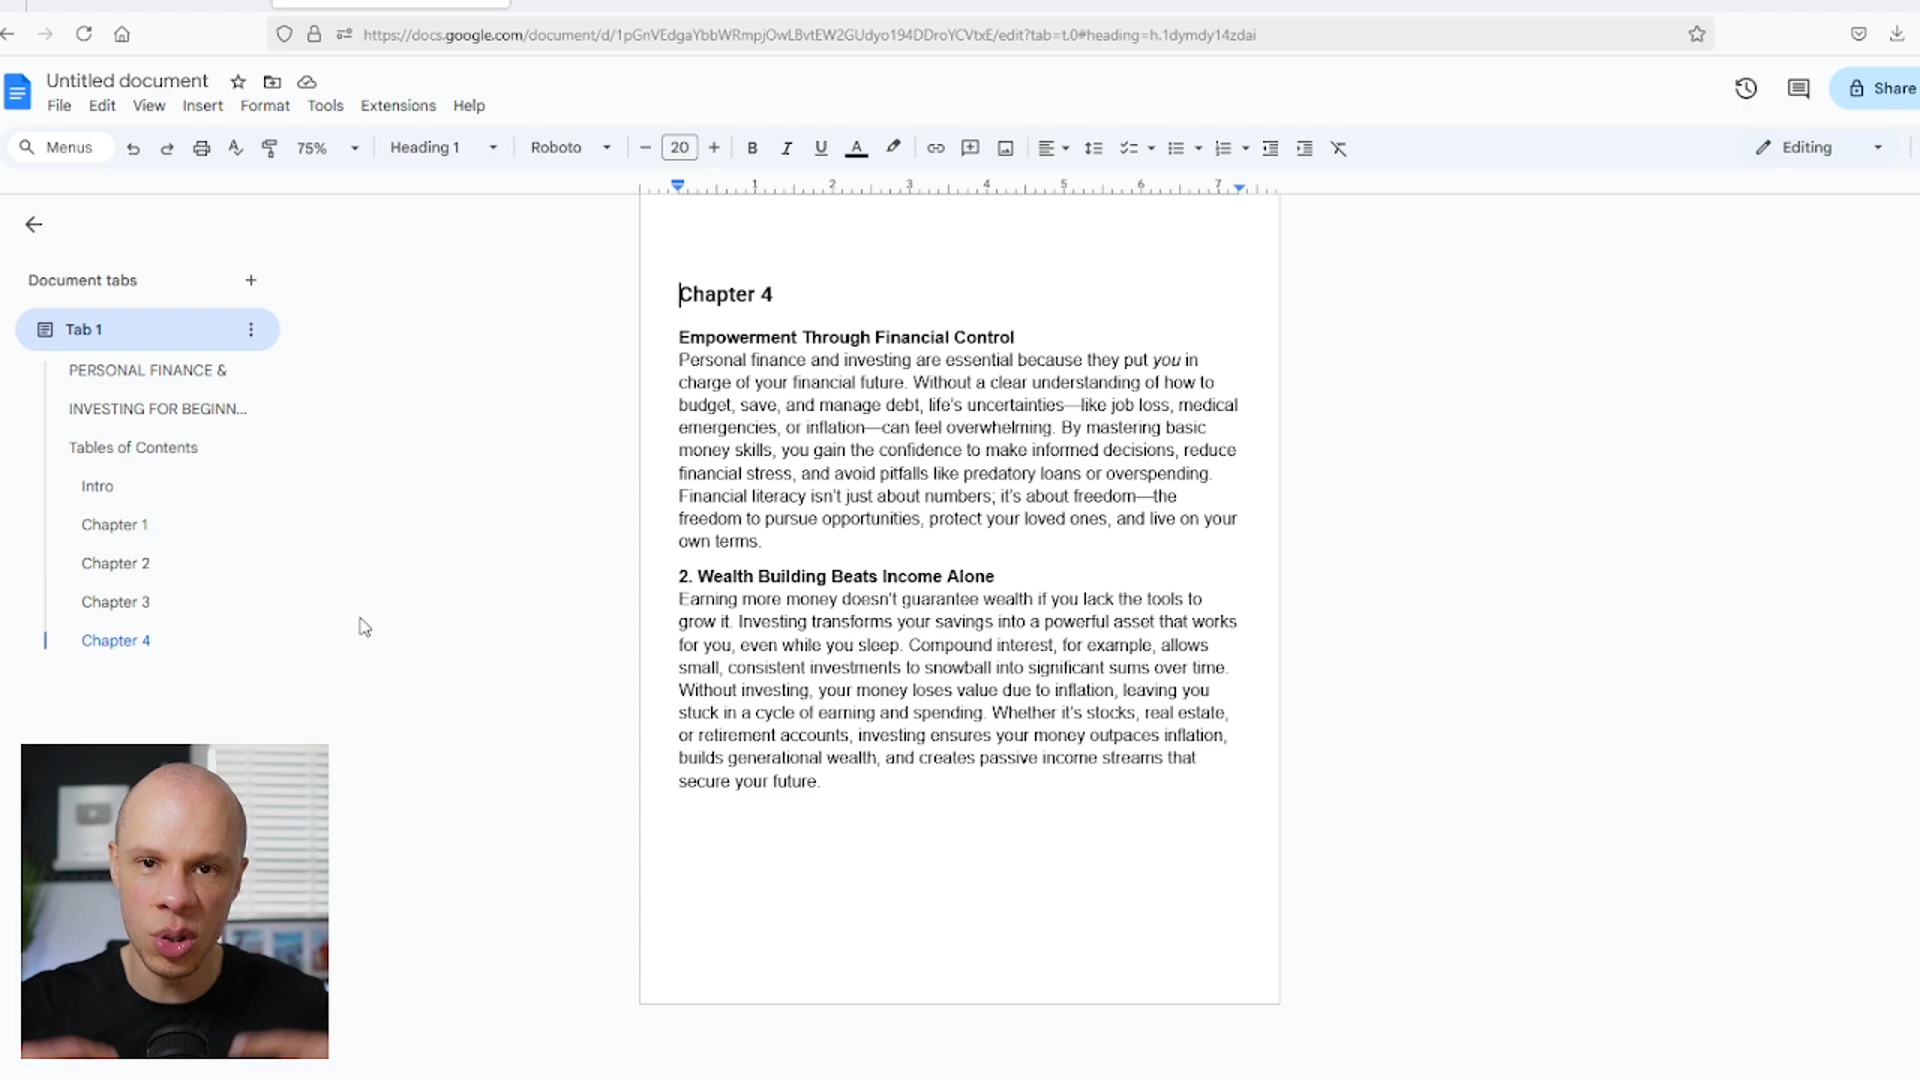 https://docs.google.com/document/d/1pGnVEdgaYbbWRmpjOwLBvtEW2GUdyo194DDroYCVtxE/edit?tab=t.0#heading=h.1dymdy14zdai
Untitled document
File Edit View Insert Format Tools Extensions Help
Share
Menus
75%
Heading 1
Roboto
20
Editing
1 2 3 4 5 6 7
Document tabs
Tab 1
PERSONAL FINANCE &
INVESTING FOR BEGINN...
Tables of Contents
Intro
Chapter 1
Chapter 2
Chapter 3
Chapter 4
Chapter 4
Empowerment Through Financial Control
Personal finance and investing are essential because they put you in
charge of your financial future. Without a clear understanding of how to
budget, save, and manage debt, life's uncertainties—like job loss, medical
emergencies, or inflation—can feel overwhelming. By mastering basic
money skills, you gain the confidence to make informed decisions, reduce
financial stress, and avoid pitfalls like predatory loans or overspending.
Financial literacy isn't just about numbers; it's about freedom—the
freedom to pursue opportunities, protect your loved ones, and live on your
own terms.
2. Wealth Building Beats Income Alone
Earning more money doesn't guarantee wealth if you lack the tools to
grow it. Investing transforms your savings into a powerful asset that works
for you, even while you sleep. Compound interest, for example, allows
small, consistent investments to snowball into significant sums over time.
Without investing, your money loses value due to inflation, leaving you
stuck in a cycle of earning and spending. Whether it's stocks, real estate,
or retirement accounts, investing ensures your money outpaces inflation,
builds generational wealth, and creates passive income streams that
secure your future.